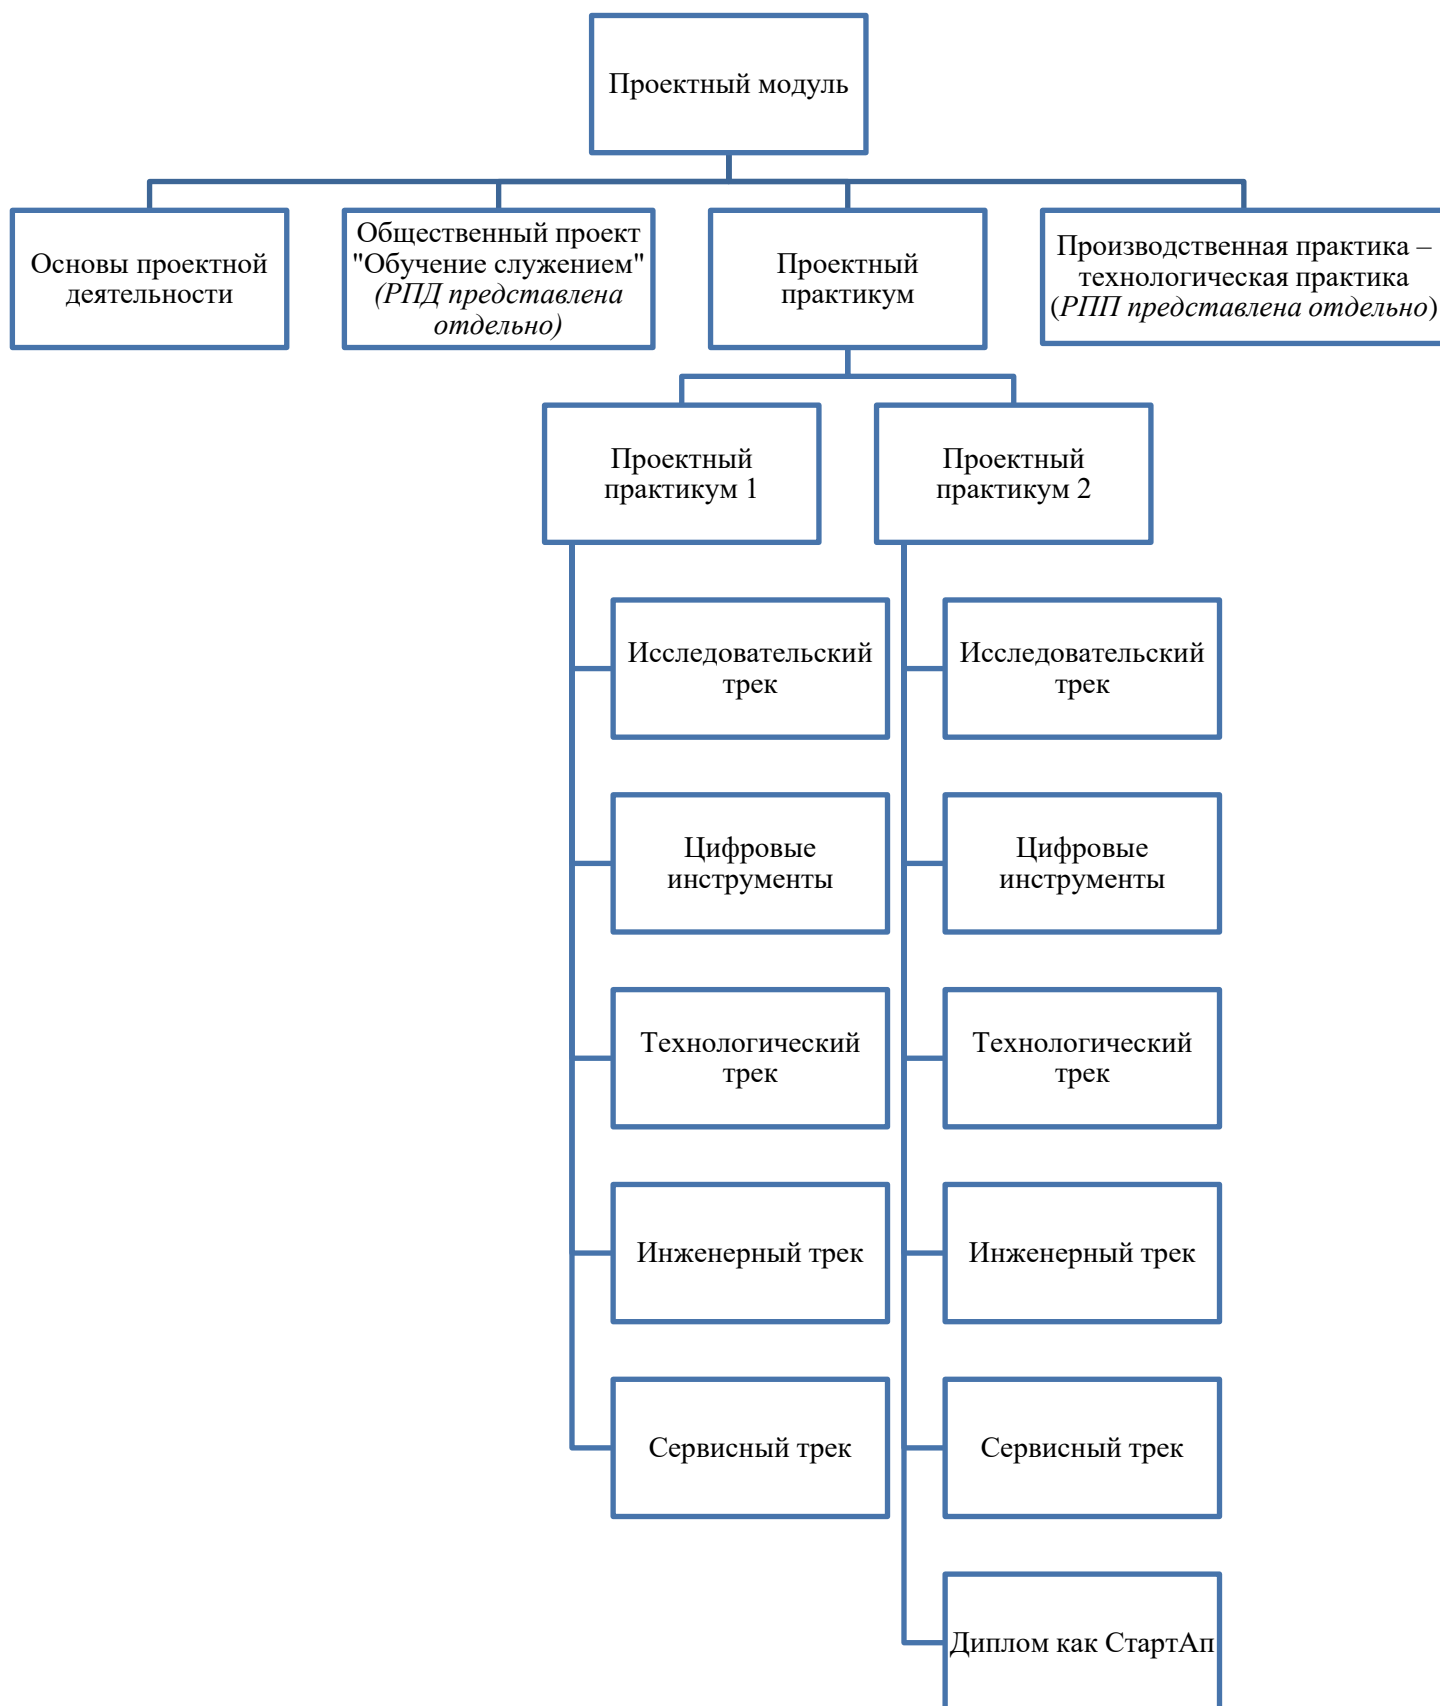 Проектный модуль
Основы проектной
деятельности
Общественный проект
"Обучение служением"
(РПД представлена
отдельно)
Проектный
практикум
Производственная практика –
технологическая практика
(РПП представлена отдельно)
Проектный
практикум 1
Проектный
практикум 2
Исследовательский
трек
Исследовательский
трек
Цифровые
инструменты
Цифровые
инструменты
Технологический
трек
Технологический
трек
Инженерный трек
Инженерный трек
Сервисный трек
Сервисный трек
Диплом как СтартАп